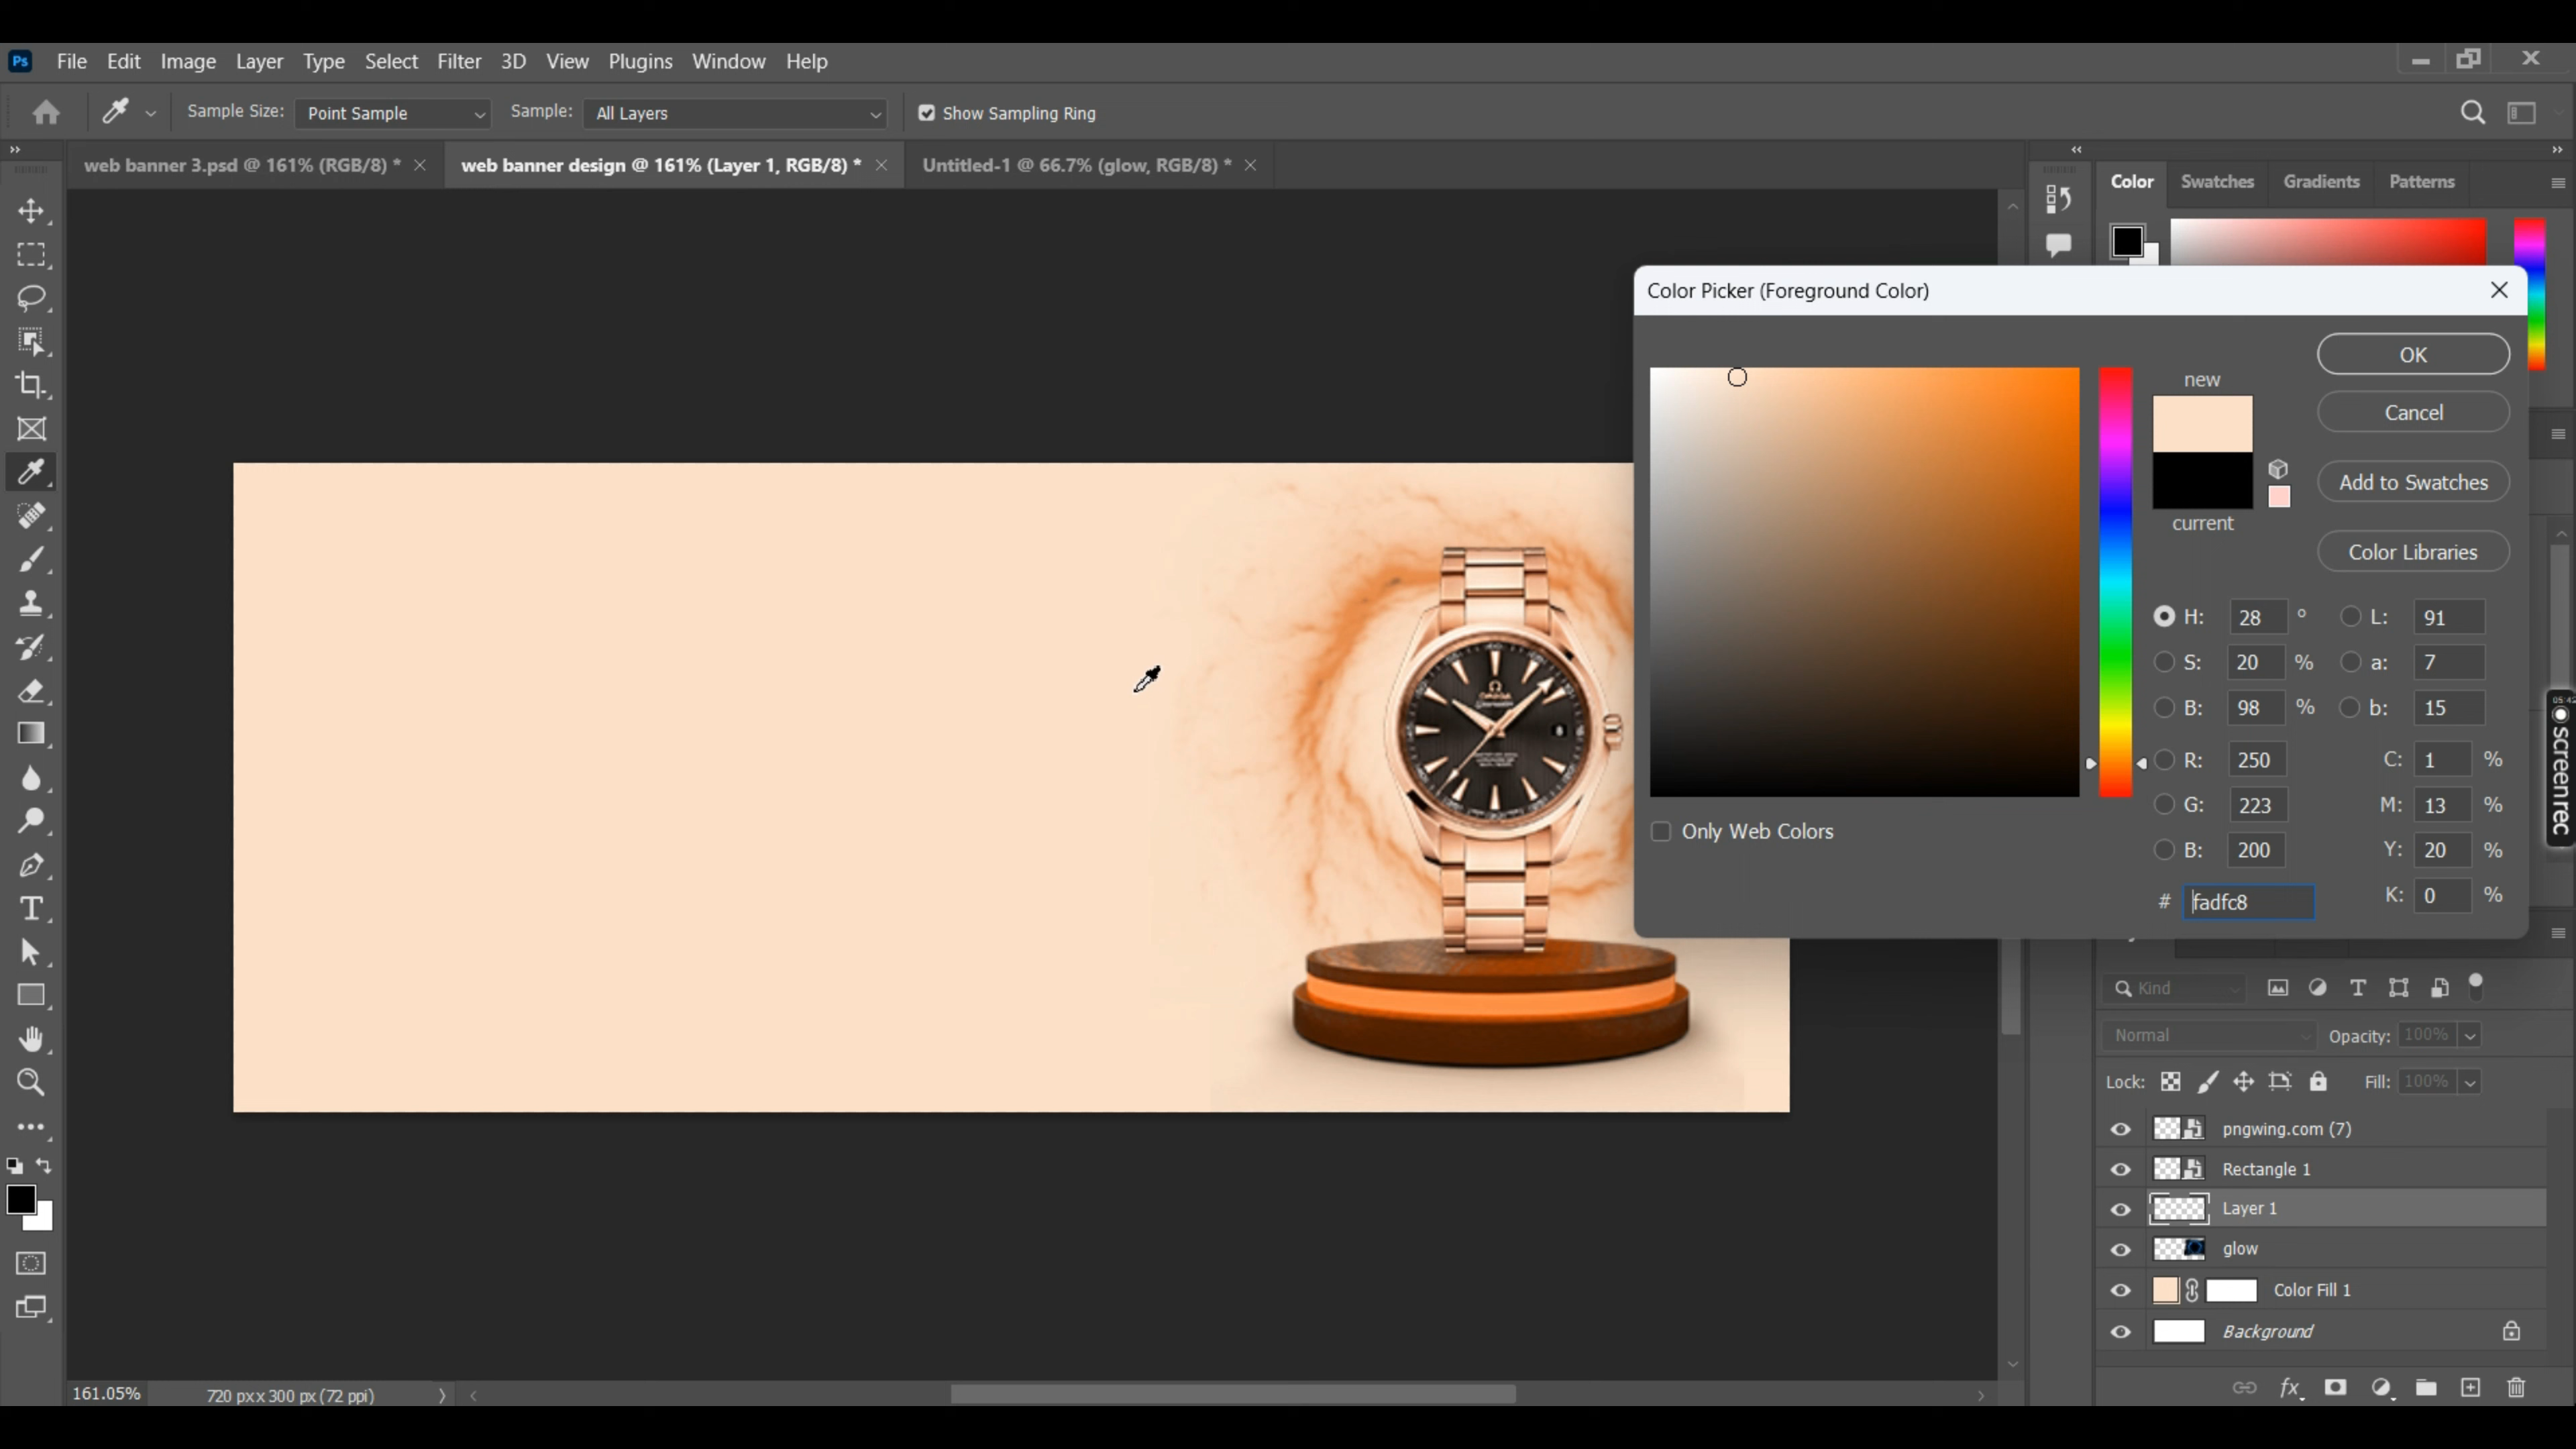 Ps File Edit Image Layer Type Select Filter 3D View Plugins Window Help
Sample Size: Point Sample Sample: All Layers Show Sampling Ring
web banner 3.psd @ 161% (RGB/8) * web banner design @ 161% (Layer 1, RGB/8) * Untitled-1 @ 66.7% (glow, RGB/8) *
Color Swatches Gradients Patterns
Color Picker (Foreground Color)
OK
new
Cancel
Add to Swatches
current
Color Libraries
H: 28 ° L: 91
S: 20 % a: 7
B: 98 % b: 15
R: 250 C: 1 %
G: 223 M: 13 %
B: 200 Y: 20 %
# fadfc8 K: 0 %
Only Web Colors
screenrec
OMEGA
Kind
Normal Opacity: 100%
Lock: Fill: 100%
pngwing.com (7)
Rectangle 1
Layer 1
glow
Color Fill 1
Background
161.05% 720 px x 300 px (72 ppi)